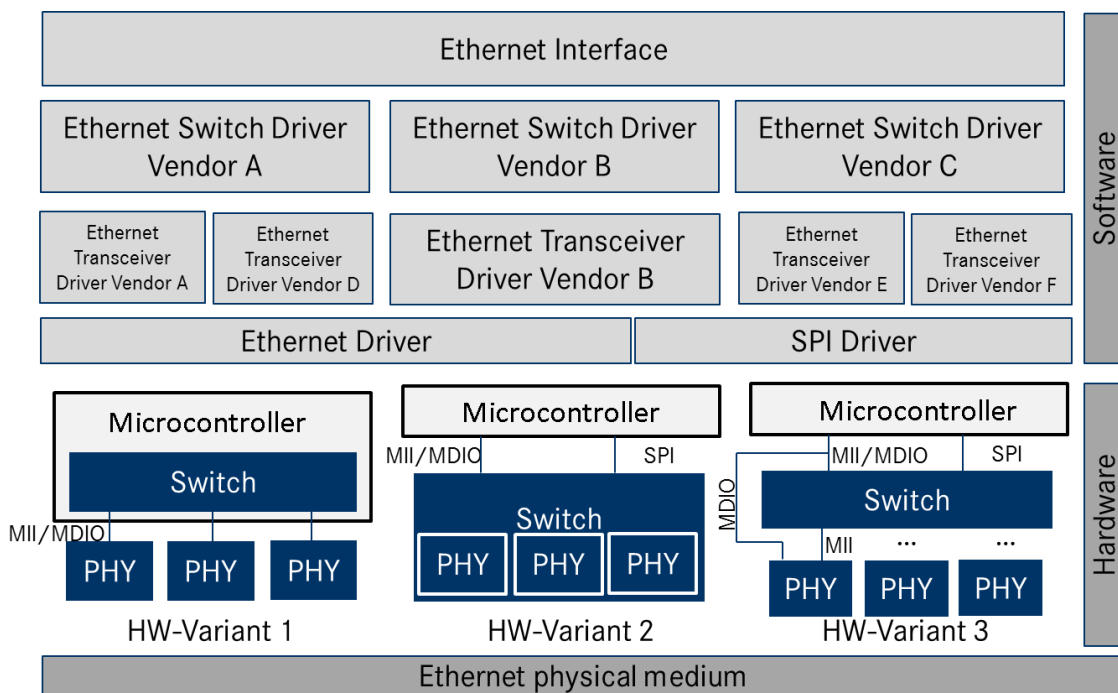 Ethernet Interface
Software
Ethernet Switch Driver
Vendor A
Ethernet Switch Driver
Vendor B
Ethernet Switch Driver
Vendor C
Ethernet
Transceiver
Driver Vendor A
Ethernet
Transceiver
Driver Vendor D
Ethernet Transceiver
Driver Vendor B
Ethernet
Transceiver
Driver Vendor E
Ethernet
Transceiver
Driver Vendor F
Ethernet Driver
SPI Driver
Hardware
Microcontroller
Switch
MII/MDIO
PHY
PHY
PHY
HW-Variant 1
Microcontroller
MII/MDIO
SPI
Switch
PHY
PHY
PHY
HW-Variant 2
Microcontroller
MII/MDIO
SPI
MDIO
Switch
MII
...
...
PHY
PHY
PHY
HW-Variant 3
Ethernet physical medium